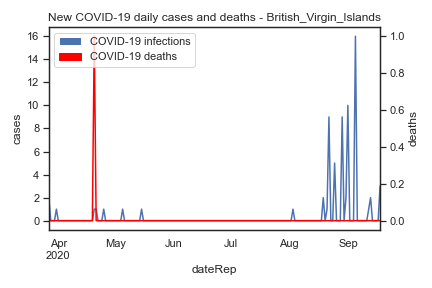 New COVID-19 daily cases and deaths - British_Virgin_Islands
COVID-19 infections
COVID-19 deaths
16
14
12
10
8
6
4
2
0
cases
1.0
0.8
0.6
0.4
0.2
0.0
deaths
Apr May Jun Jul Aug Sep
2020
dateRep